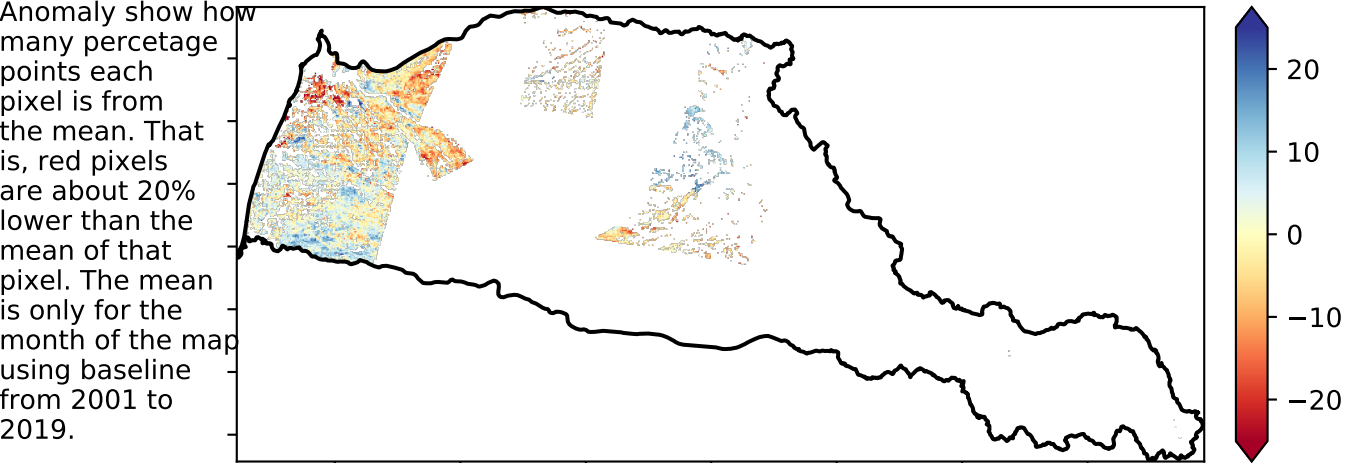 Anomaly show how
many percetage
points each
pixel is from
the mean. That
is, red pixels
are about 20%
lower than the
mean of that
pixel. The mean
is only for the
month of the map
using baseline
from 2001 to
2019.
20
10
0
−10
−20